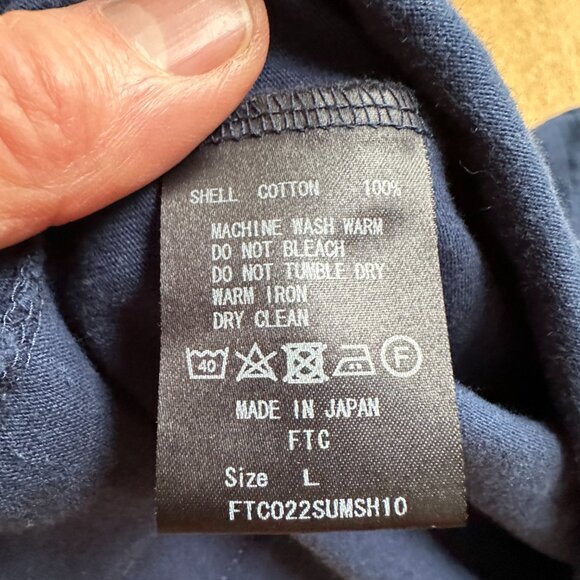 SHELL COTTON 100%
MACHINE WASH WARM
DO NOT BLEACH
DO NOT TUMBLE DRY
WARM IRON
DRY CLEAN
40 F
MADE IN JAPAN
FTC
Size L
FTC022SUMSH10